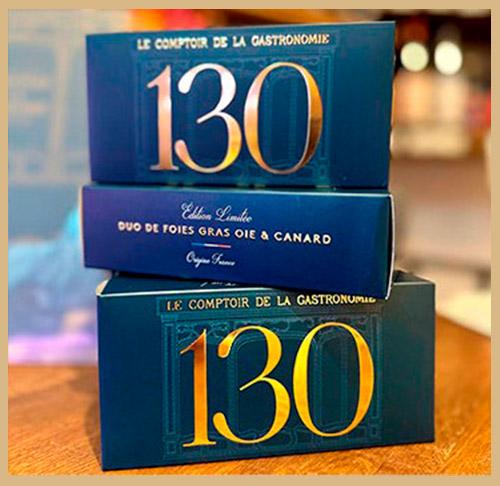 LE COMPTOIR DE LA GASTRONOMIE
130
Édition Limitée
DUO DE FOIES GRAS OIE & CANARD
Origine France
LE COMPTOIR DE LA GASTRONOMIE
130